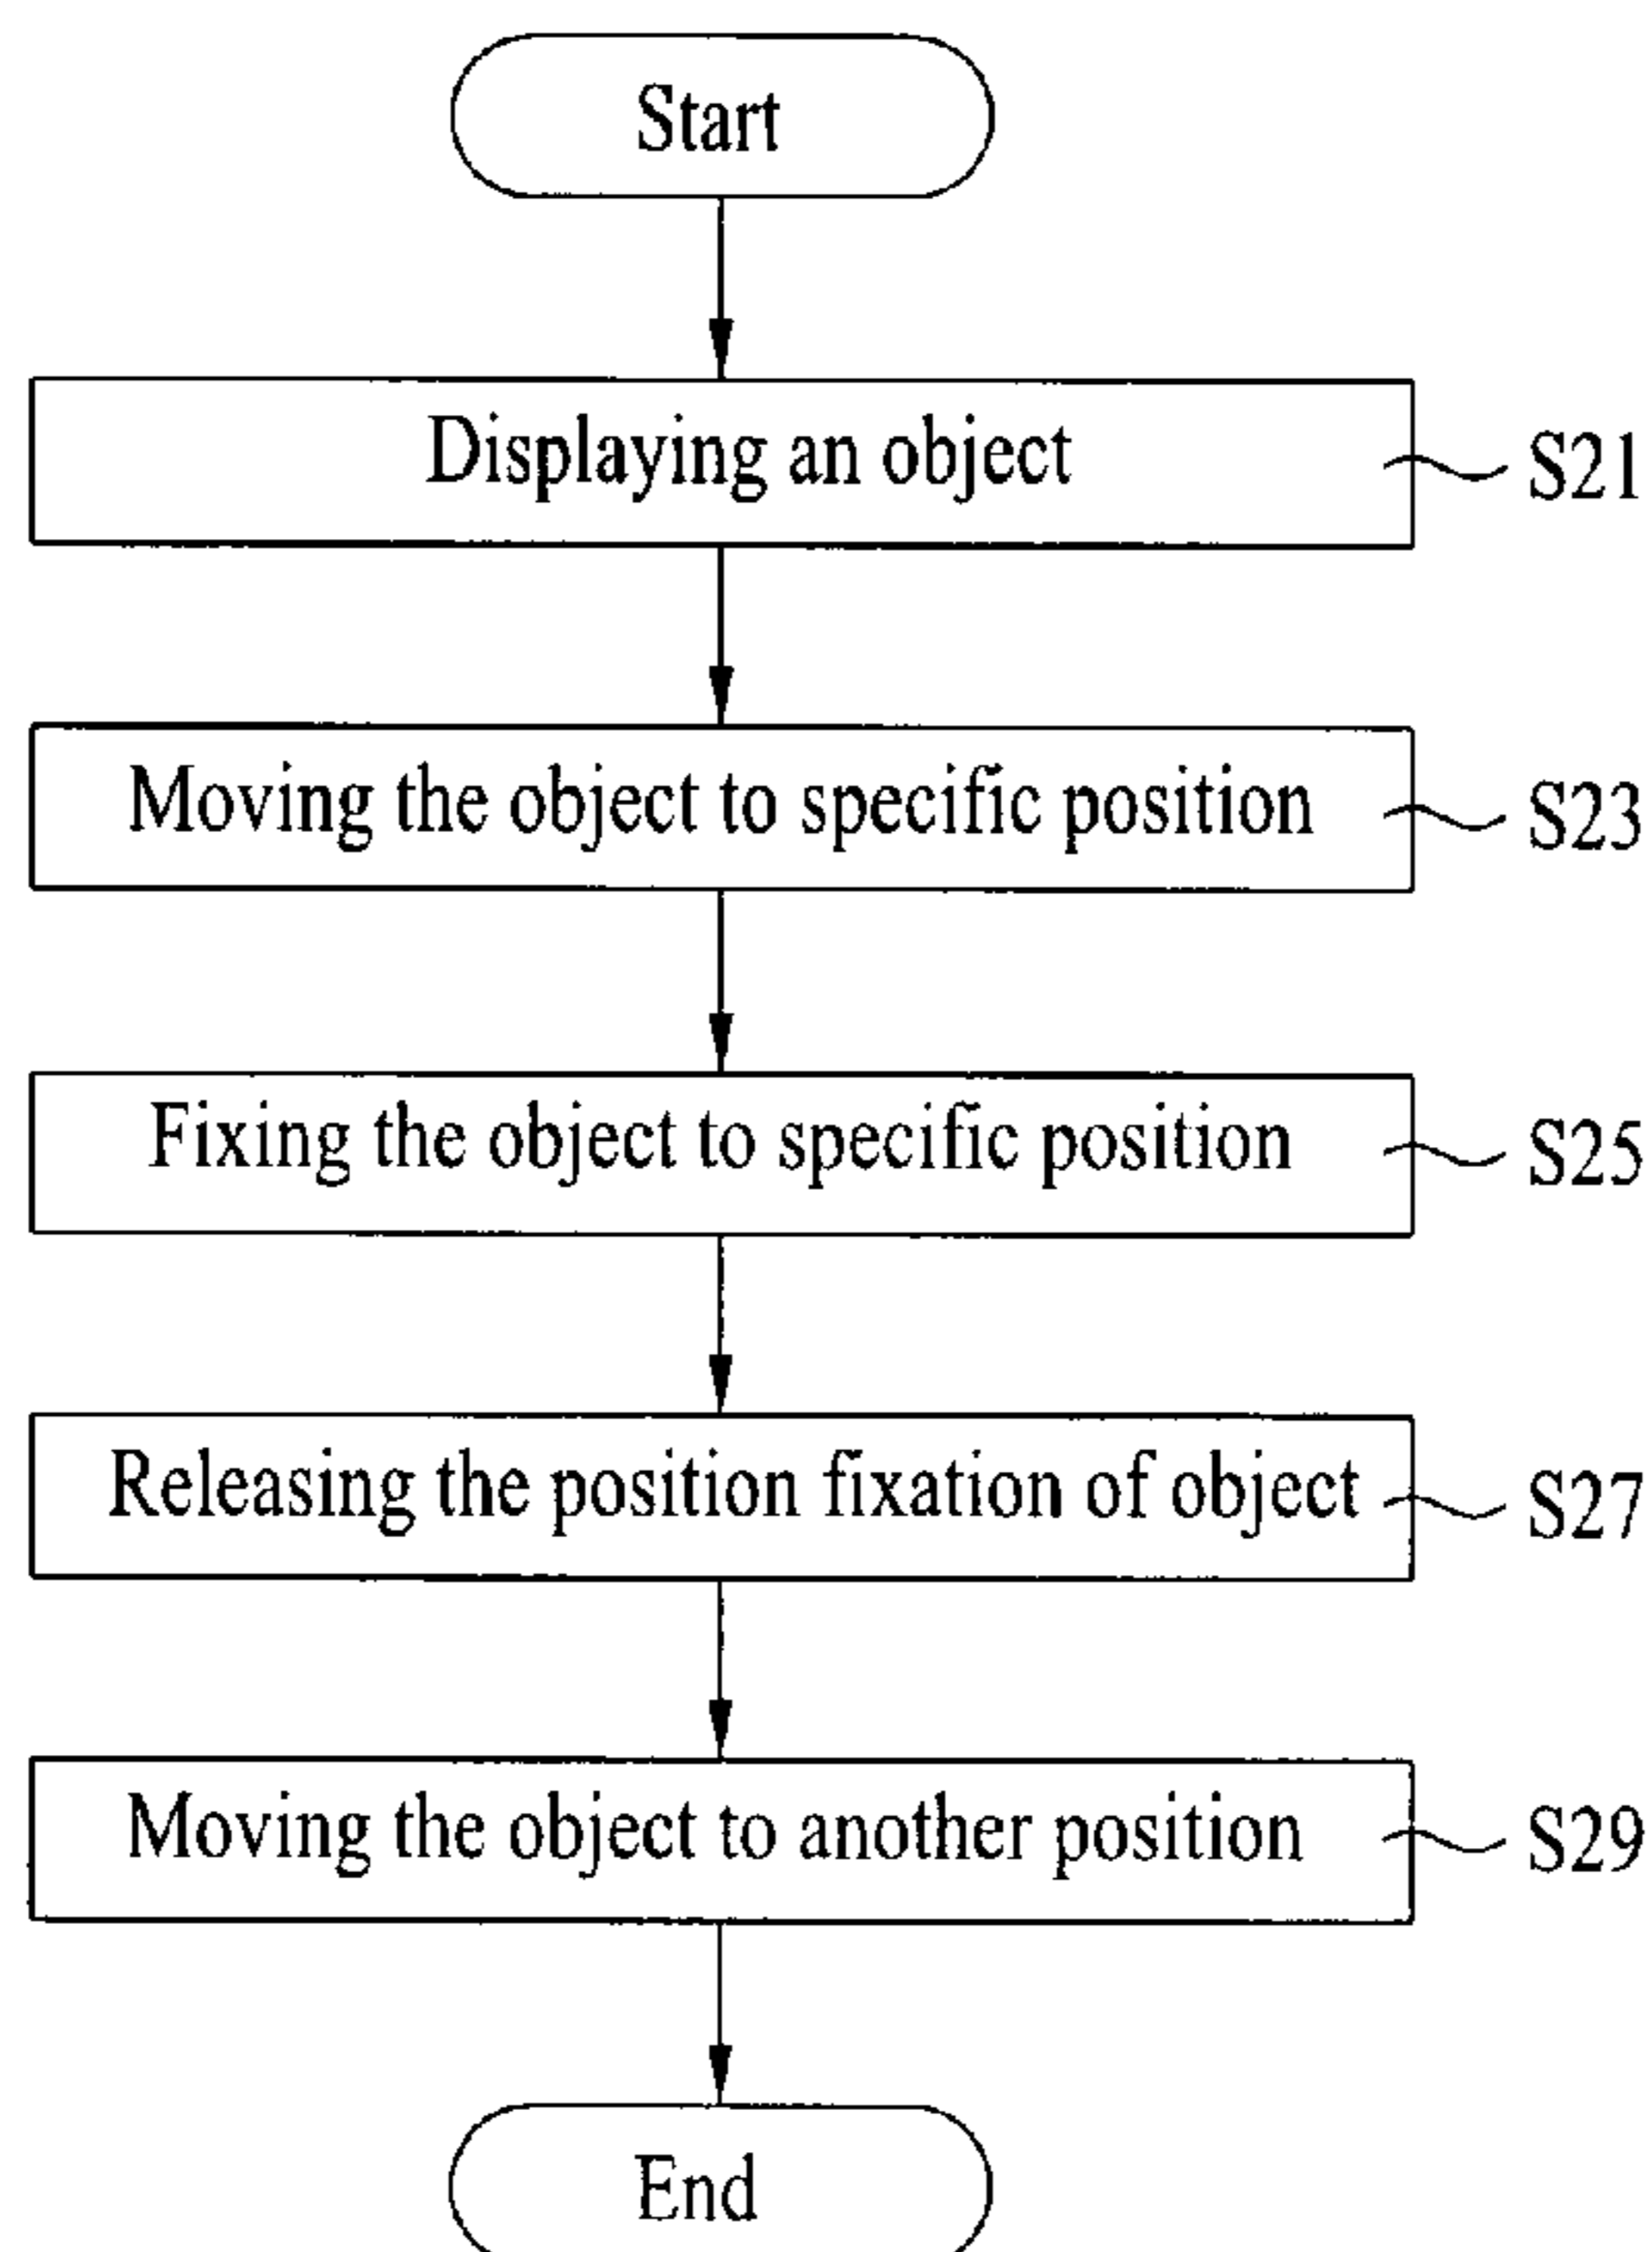 Start
Displaying an object S21
Moving the object to specific position S23
Fixing the object to specific position S25
Releasing the position fixation of object S27
Moving the object to another position S29
End